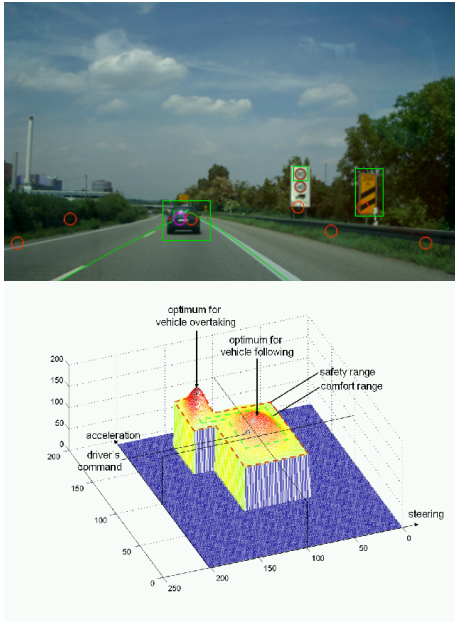 optimum for
vehicle overtaking
optimum for
vehicle following
safety range
comfort range
200
150
100
50
0
acceleration
driver's
command
200
150
100
50
0
steering
0
50
100
150
200
250